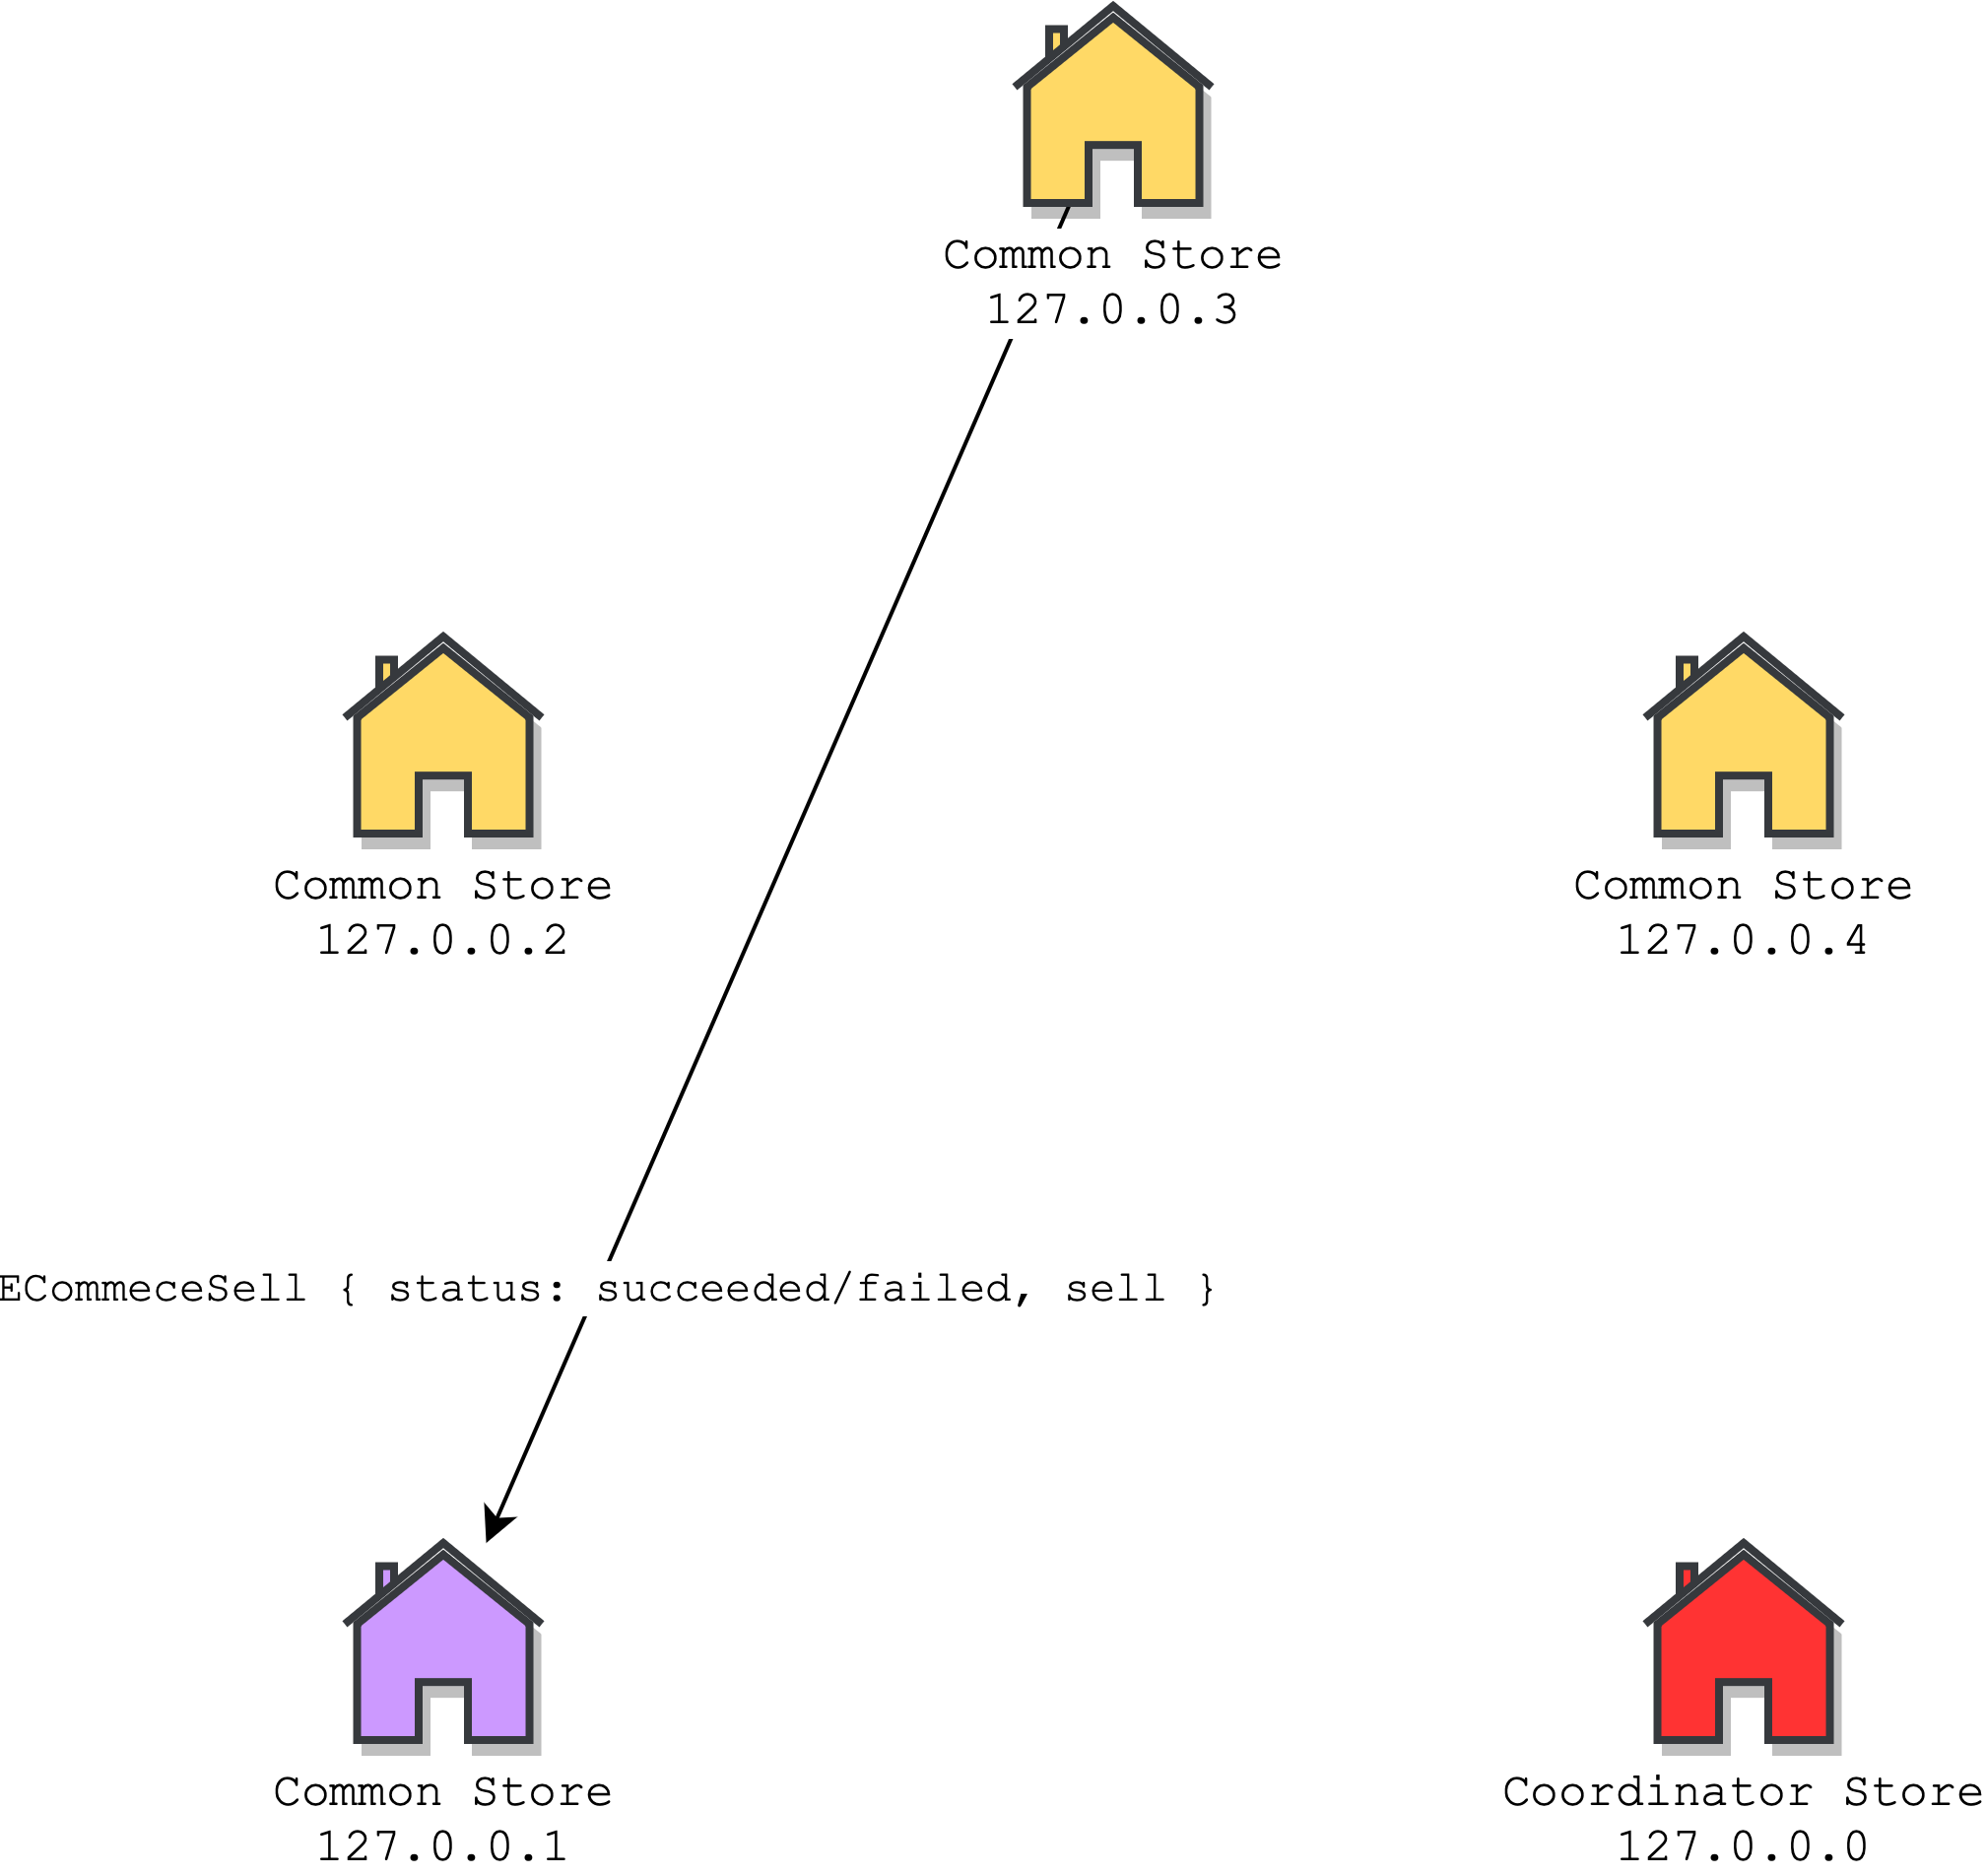 Common Store
127.0.0.3
Common Store
127.0.0.2
Common Store
127.0.0.4
ECommeceSell { status: succeeded/failed, sell }
Common Store
127.0.0.1
Coordinator Store
127.0.0.0